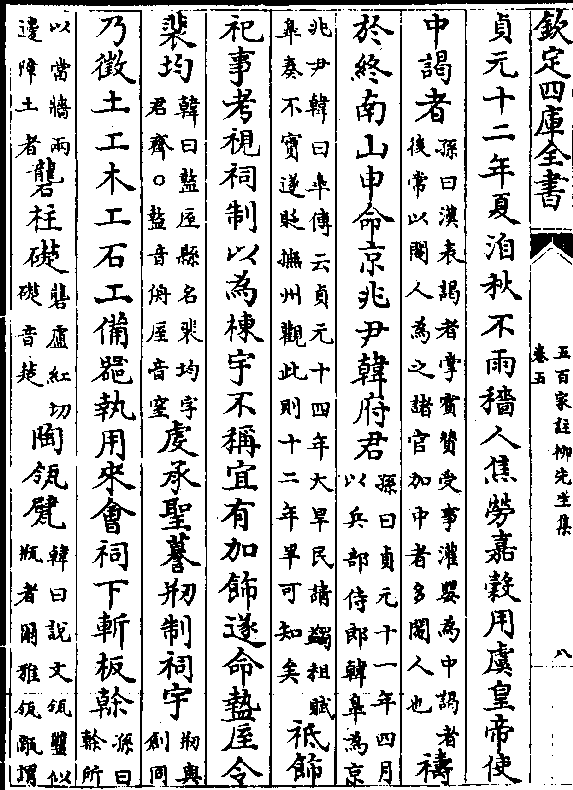 欽定四庫全書
五百家註柳先生集
卷五
八
貞元十二年夏洎秋不雨穡人焦勞嘉穀用虞皇帝使
中謁者孫曰漢表謁者掌賓贊受事灌嬰為中謁者後常以閹人為之諸官加中者多閹人也禱
於終南山申命京兆尹韓府君孫曰貞元十一年四月以兵部侍郎韓臯為京
兆尹韓曰臯傳云貞元十四年大旱民請蠲租賦臯奏不實遂貶撫州觀此則十二年旱可知矣祗飾
祀事考視祠制以為棟宇不稱宜有加飾遂命盩厔令
裴均韓曰盩厔縣名裴均字君齊○盩音舟厔音窒虔承聖謩剏制祠宇剏與創同
乃徵土工木工石工備器執用來會祠下斬板榦孫曰榦所
以當牆兩邊障土者礱柱礎礱盧紅切礎音楚陶瓴甓韓曰説文瓴罋似瓶者爾雅瓴甋謂